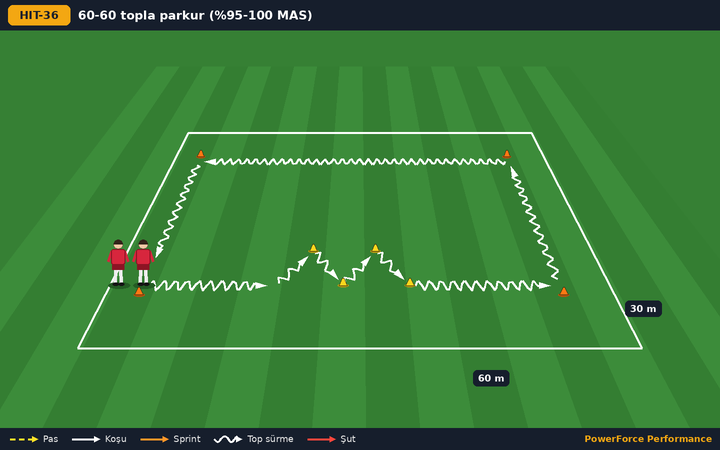 HIT-36 60-60 topla parkur (%95-100 MAS)
30 m
60 m
Pas Koşu Sprint Top sürme Şut PowerForce Performance